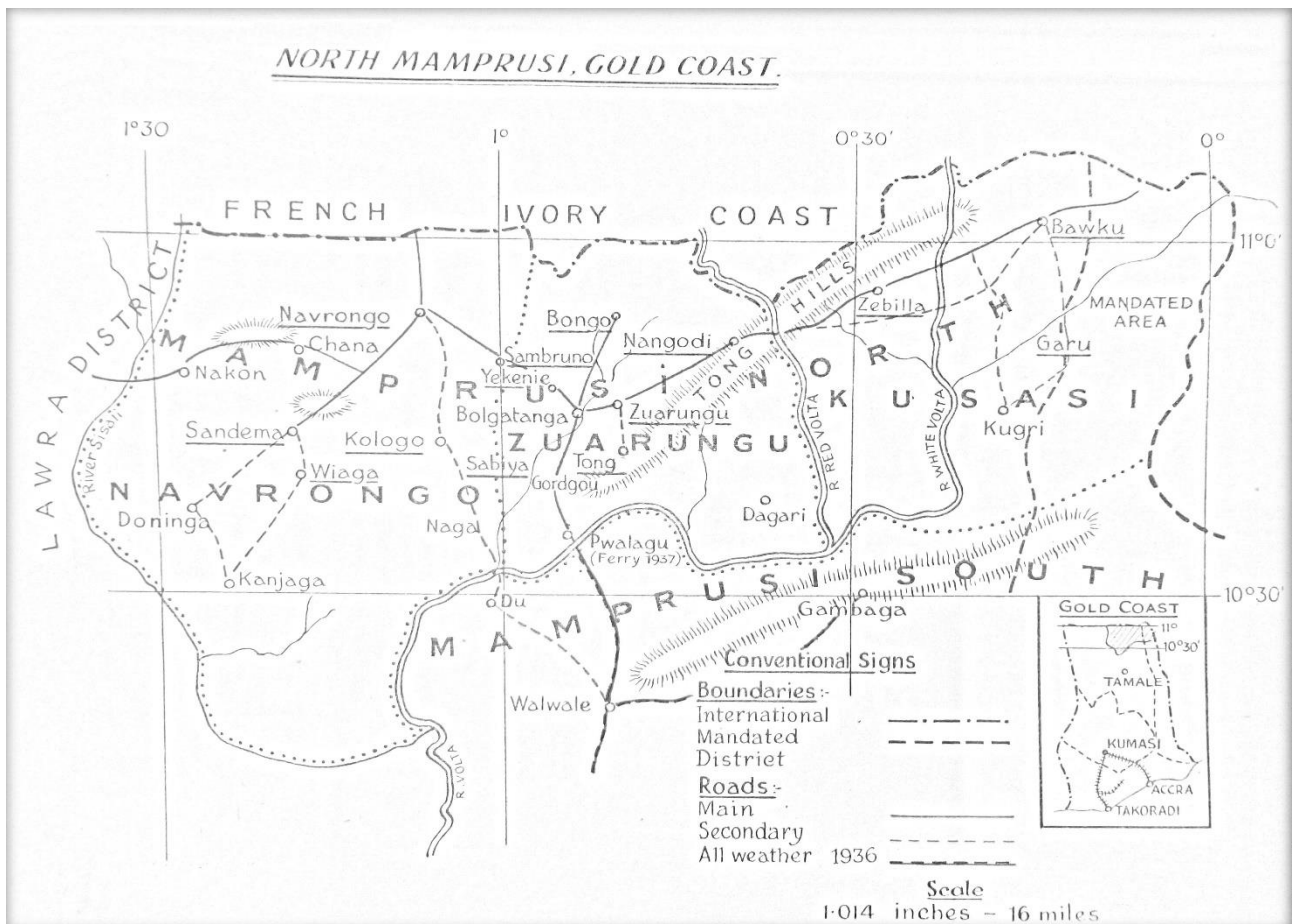 NORTH MAMPRUSI, GOLD COAST.
1°30
1°
0°30'
0°
FRENCH IVORY COAST
LAWRA DISTRICT
11°0'
Bawku
HILLS
Zebilla
MANDATED
AREA
Navrongo
Bongo
Nangodi
Garu
Chana
Sambruno
TONG
Nakon
Yekenie
MAMPRUSI NORTH
Bolgatanga
Zuarungu
KUSASI
Kugri
Sandema
Kologo
ZUARUNGU
R RED VOLTA
R. WHITE VOLTA
River Sissili
Wiaga
Sabiya
Tong
NAVRONGO
Gordgou
Doninga
Naga
Dagari
Pwalagu
(Ferry 1937)
Kanjaga
Du
MAMPRUSI SOUTH
Gambaga
10°30'
Walwale
R. VOLTA
Conventional Signs
Boundaries:-
International
Mandated
District
Roads:-
Main
Secondary
All weather 1936
Scale
1·014 inches - 16 miles
GOLD COAST
11°
10°30'
TAMALE
KUMASI
ACCRA
TAKORADI